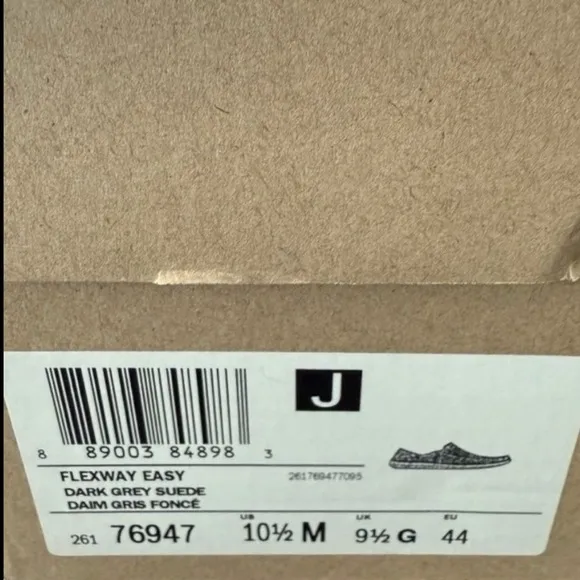 J
8 89003 84898 3
FLEXWAY EASY 261769477095
DARK GREY SUEDE
DAIM GRIS FONCÉ
US UK EU
261 76947 10½ M 9½ G 44